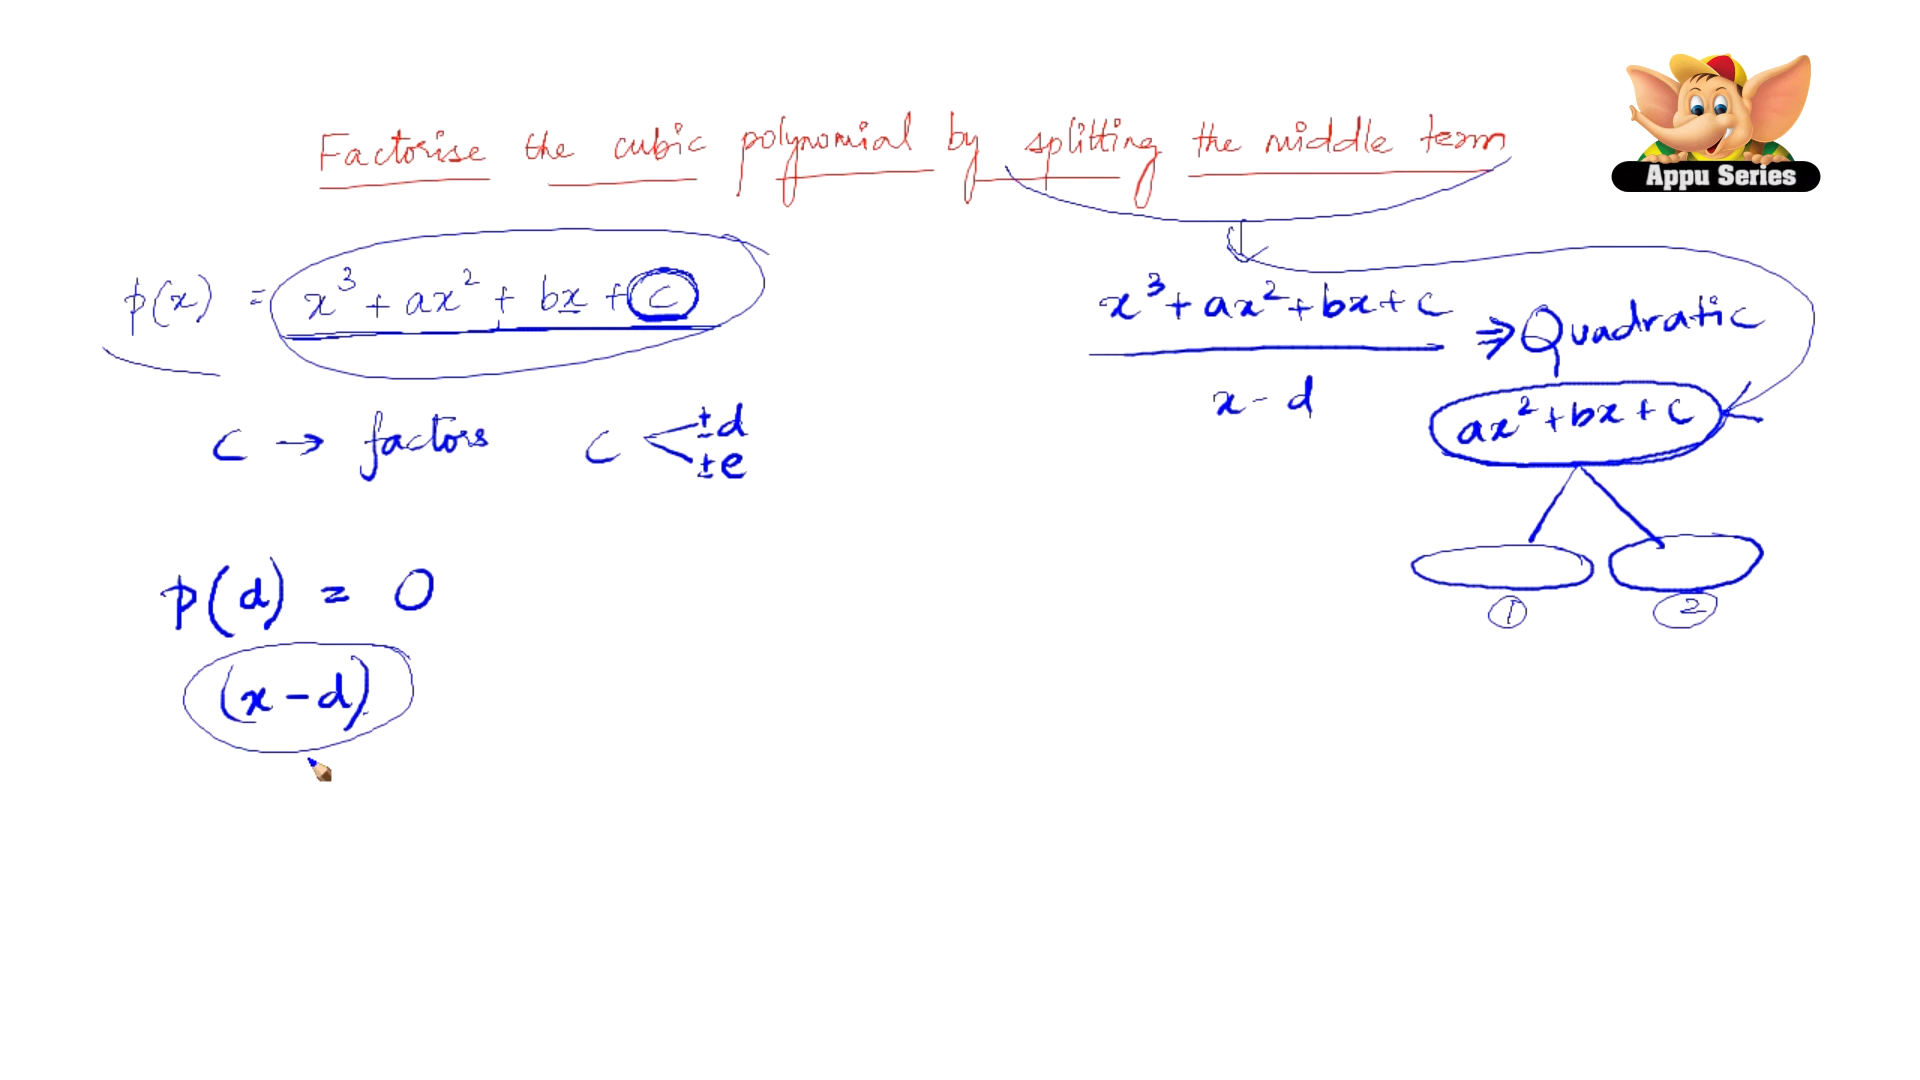 Appu Series
Factorise the cubic polynomial by splitting the middle term
p(x) = x³ + ax² + bx + c
c → factors c ±d
±e
p(d) = 0
(x - d)
x³ + ax² + bx + c ⇒ Quadratic
x - d
ax² + bx + c
1 2